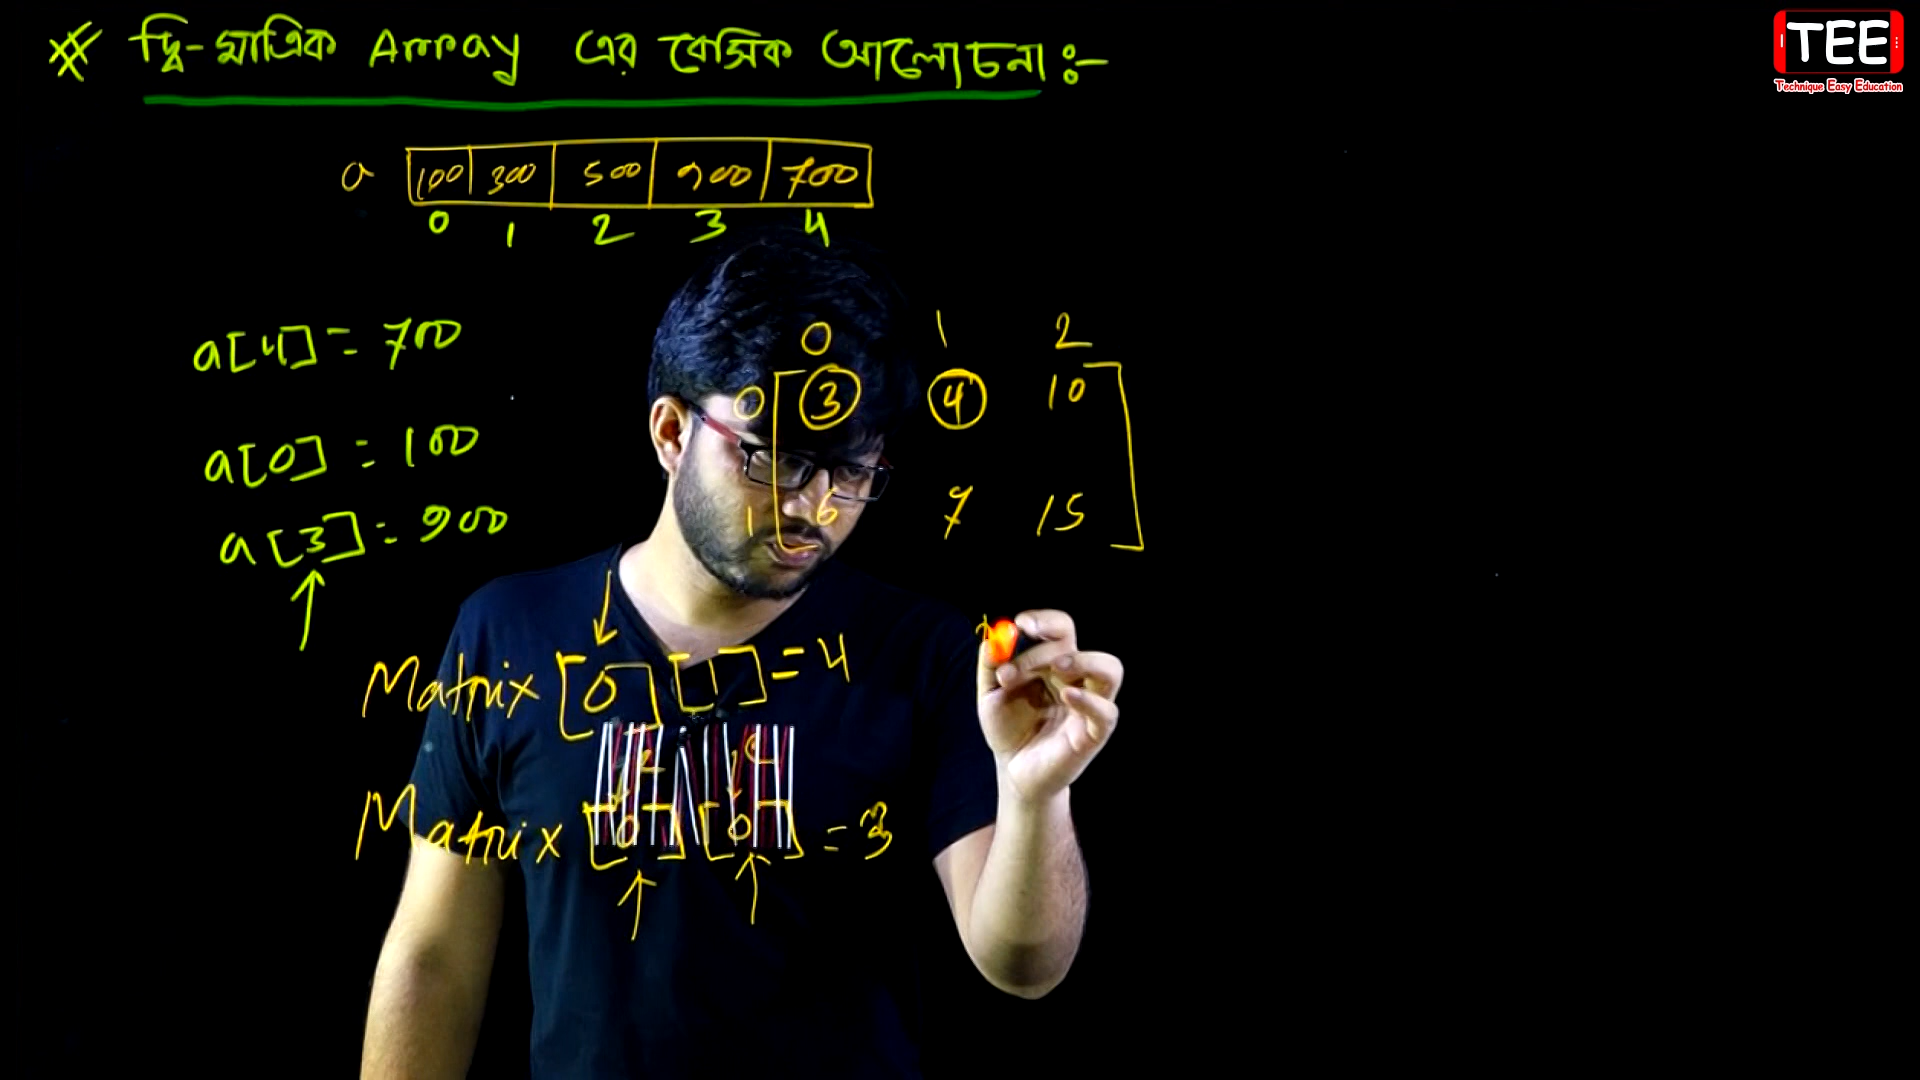 ※ দ্বি-মাত্রিক Array এর বেসিক আলোচনা :-
TEE
Technique Easy Education
a 100 300 500 900 700
0 1 2 3 4
a[4] = 700
a[0] = 100
a[3] = 900
0 1 2
0 3 4 10
1 6 7 15
Matrix [0] [1] = 4
Matrix [0] [0] = 3